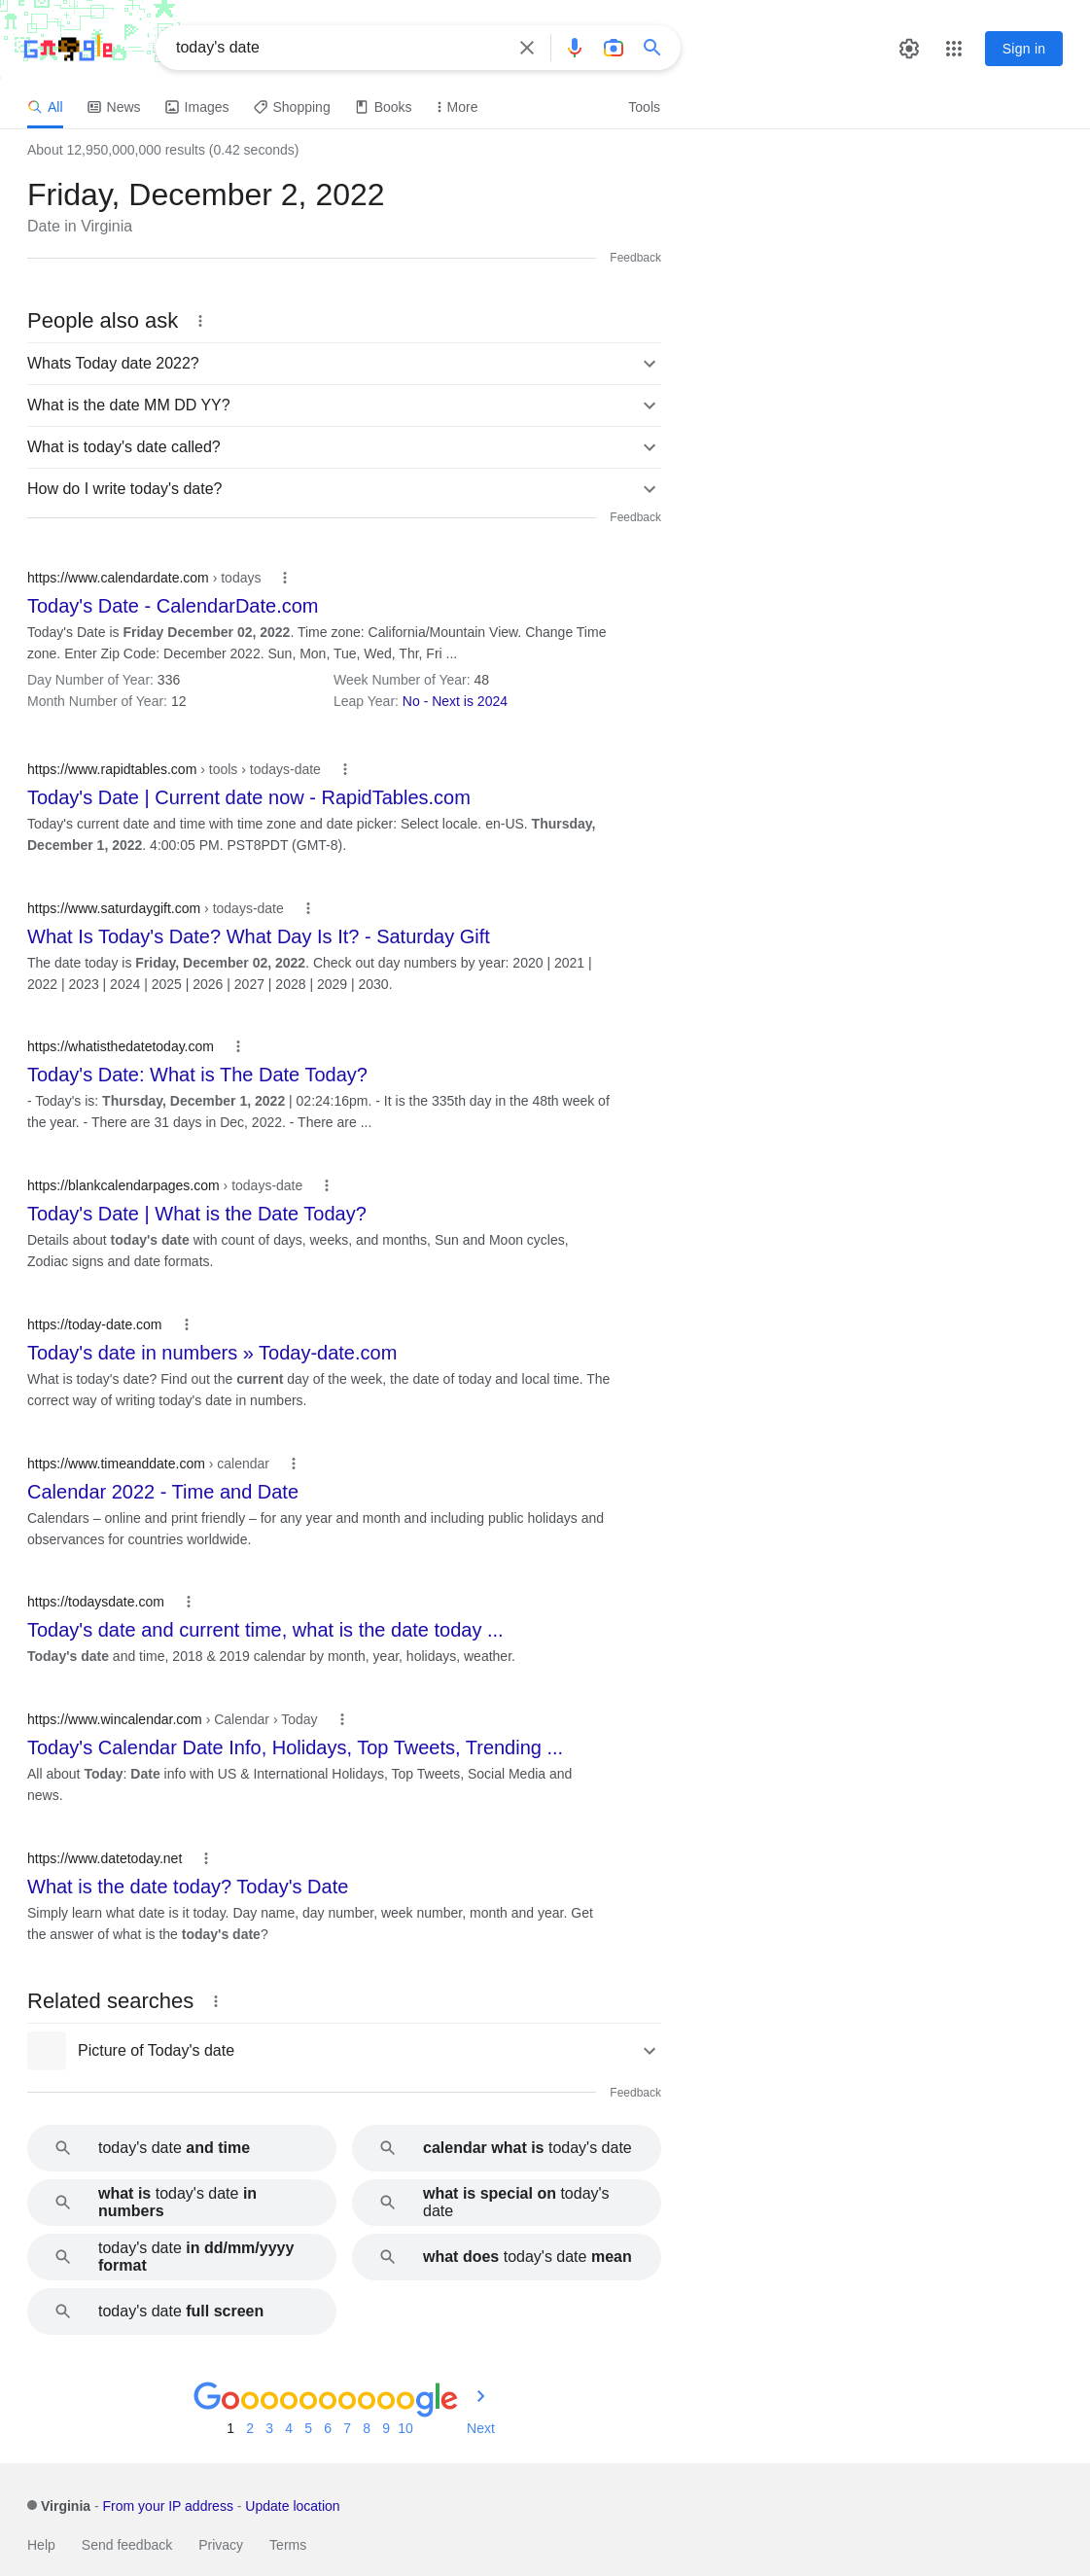 Google
today's date
Sign in
All
News
Images
Shopping
Books
More
Tools
About 12,950,000,000 results (0.42 seconds)
Friday, December 2, 2022
Date in Virginia
Feedback
People also ask
Whats Today date 2022?
What is the date MM DD YY?
What is today's date called?
How do I write today's date?
Feedback
https://www.calendardate.com › todays
Today's Date - CalendarDate.com
Today's Date is Friday December 02, 2022. Time zone: California/Mountain View. Change Time
zone. Enter Zip Code: December 2022. Sun, Mon, Tue, Wed, Thr, Fri ...
Day Number of Year: 336
Week Number of Year: 48
Month Number of Year: 12
Leap Year: No - Next is 2024
https://www.rapidtables.com › tools › todays-date
Today's Date | Current date now - RapidTables.com
Today's current date and time with time zone and date picker: Select locale. en-US. Thursday,
December 1, 2022. 4:00:05 PM. PST8PDT (GMT-8).
https://www.saturdaygift.com › todays-date
What Is Today's Date? What Day Is It? - Saturday Gift
The date today is Friday, December 02, 2022. Check out day numbers by year: 2020 | 2021 |
2022 | 2023 | 2024 | 2025 | 2026 | 2027 | 2028 | 2029 | 2030.
https://whatisthedatetoday.com
Today's Date: What is The Date Today?
- Today's is: Thursday, December 1, 2022 | 02:24:16pm. - It is the 335th day in the 48th week of
the year. - There are 31 days in Dec, 2022. - There are ...
https://blankcalendarpages.com › todays-date
Today's Date | What is the Date Today?
Details about today's date with count of days, weeks, and months, Sun and Moon cycles,
Zodiac signs and date formats.
https://today-date.com
Today's date in numbers » Today-date.com
What is today's date? Find out the current day of the week, the date of today and local time. The
correct way of writing today's date in numbers.
https://www.timeanddate.com › calendar
Calendar 2022 - Time and Date
Calendars – online and print friendly – for any year and month and including public holidays and
observances for countries worldwide.
https://todaysdate.com
Today's date and current time, what is the date today ...
Today's date and time, 2018 & 2019 calendar by month, year, holidays, weather.
https://www.wincalendar.com › Calendar › Today
Today's Calendar Date Info, Holidays, Top Tweets, Trending ...
All about Today: Date info with US & International Holidays, Top Tweets, Social Media and
news.
https://www.datetoday.net
What is the date today? Today's Date
Simply learn what date is it today. Day name, day number, week number, month and year. Get
the answer of what is the today's date?
Related searches
Picture of Today's date
Feedback
today's date and time
calendar what is today's date
what is today's date in
numbers
what is special on today's
date
today's date in dd/mm/yyyy
format
what does today's date mean
today's date full screen
Goooooooooogle
1 2 3 4 5 6 7 8 9 10 Next
Virginia - From your IP address - Update location
Help
Send feedback
Privacy
Terms